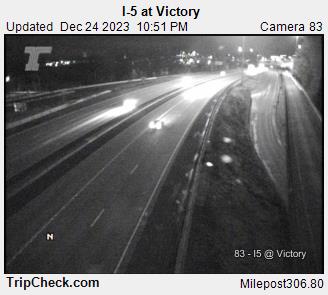 I-5 at Victory
Updated Dec 24 2023 10:51 PM Camera 83
T
N
83 - I5 @ Victory
TripCheck.com Milepost306.80